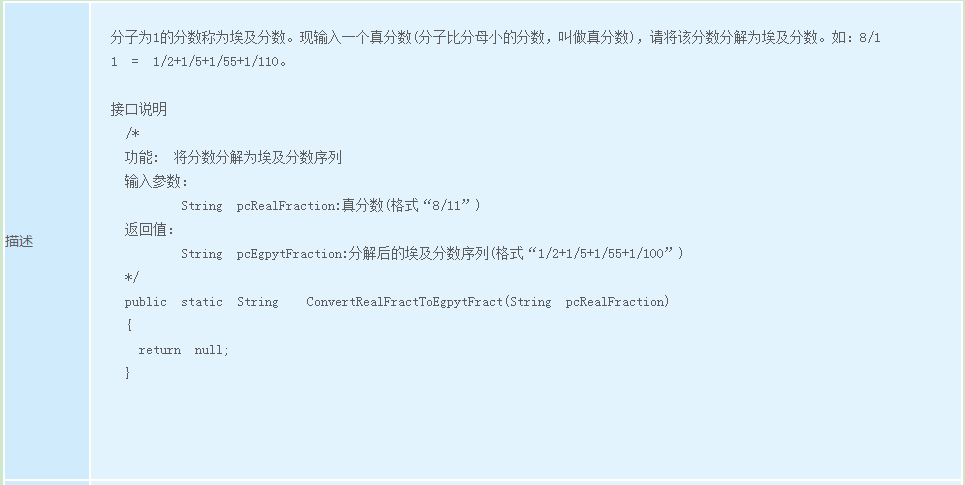 分子为1的分数称为埃及分数。现输入一个真分数(分子比分母小的分数，叫做真分数)，请将该分数分解为埃及分数。如：8/1
1 = 1/2+1/5+1/55+1/110。
接口说明
/*
功能： 将分数分解为埃及分数序列
输入参数：
String pcRealFraction:真分数(格式“8/11”)
返回值：
描述
String pcEgpytFraction:分解后的埃及分数序列(格式“1/2+1/5+1/55+1/100”)
*/
public static String ConvertRealFractToEgpytFract(String pcRealFraction)
{
return null;
}